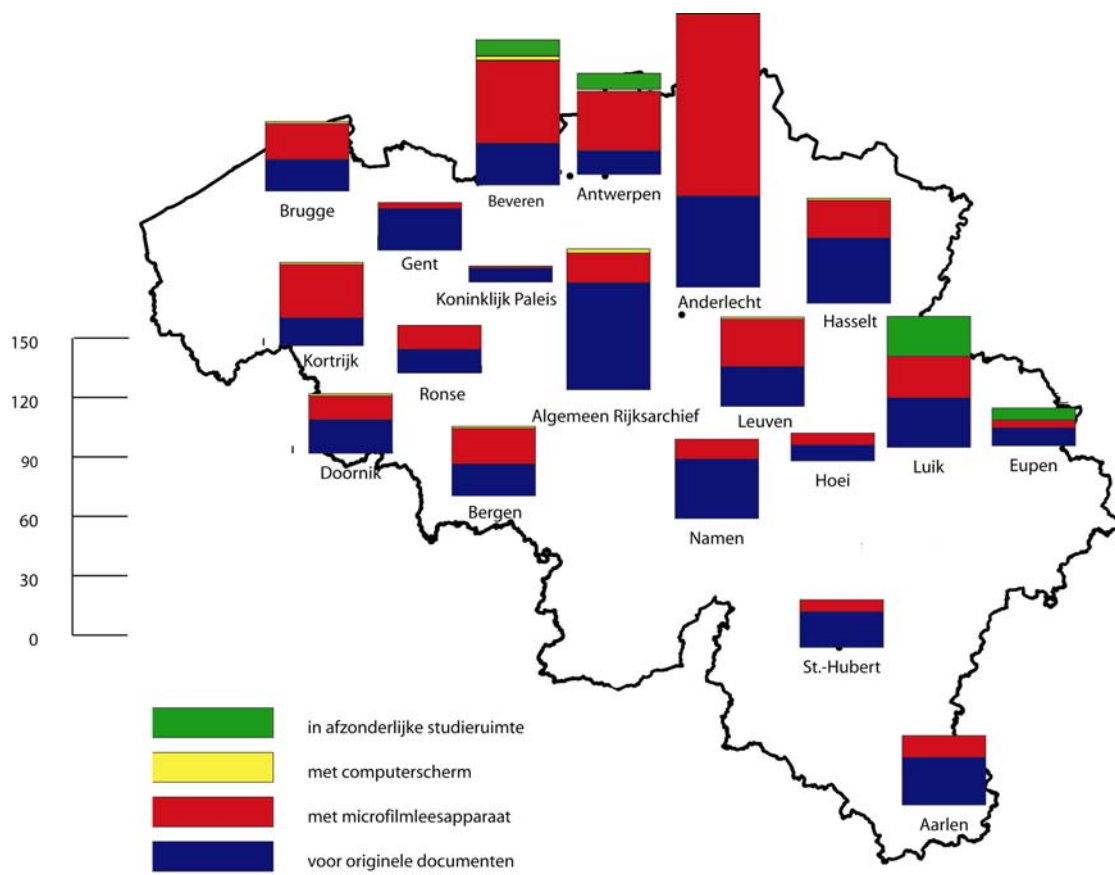 Brugge
Beveren
Antwerpen
Gent
Koninklijk Paleis
Anderlecht
Hasselt
Kortrijk
Ronse
Algemeen Rijksarchief
Leuven
Doornik
Bergen
Hoei
Luik
Eupen
Namen
St.-Hubert
Aarlen
150
120
90
60
30
0
in afzonderlijke studieruimte
met computerscherm
met microfilmleesapparaat
voor originele documenten